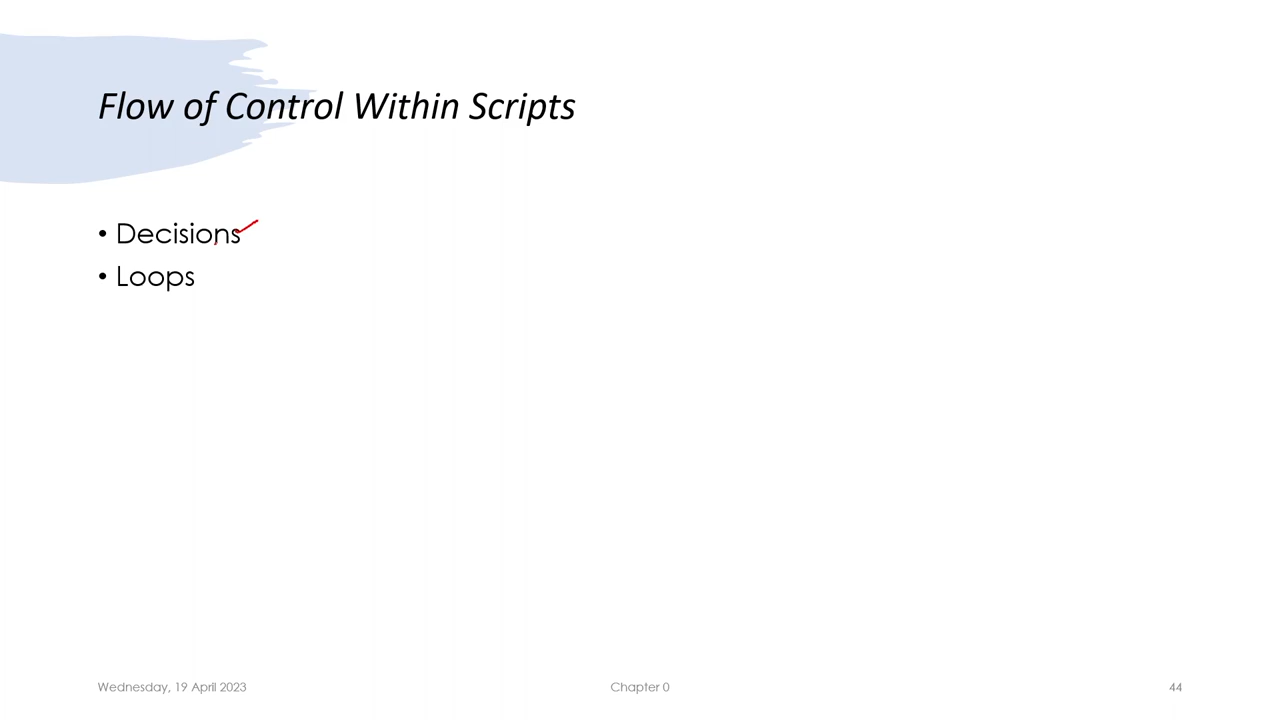 Flow of Control Within Scripts
• Decisions
• Loops
Wednesday, 19 April 2023
Chapter 0
44